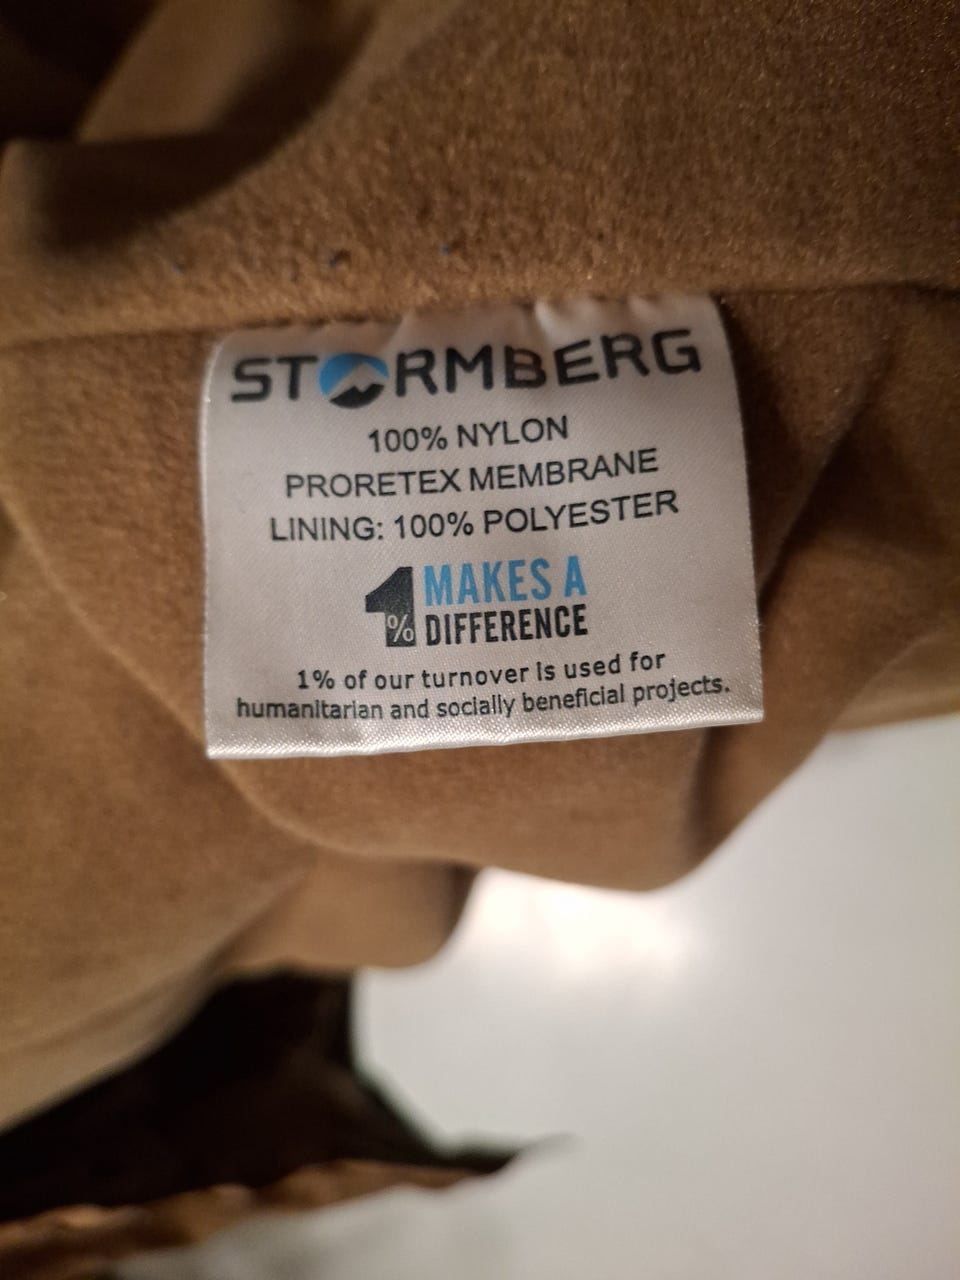 STORMBERG
100% NYLON
PRORETEX MEMBRANE
LINING: 100% POLYESTER
1% MAKES A
DIFFERENCE
1% of our turnover is used for
humanitarian and socially beneficial projects.